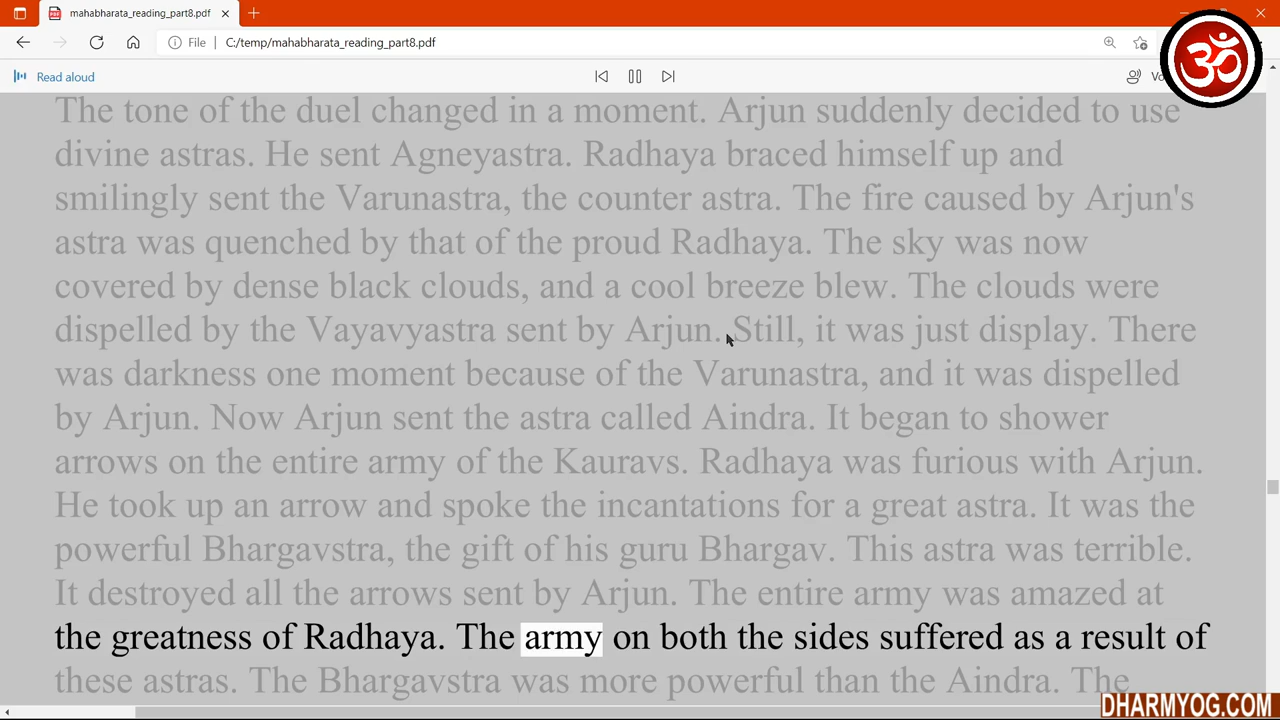 mahabharata_reading_part8.pdf
File
C:/temp/mahabharata_reading_part8.pdf
Read aloud
ॐ
The tone of the duel changed in a moment. Arjun suddenly decided to use
divine astras. He sent Agneyastra. Radhaya braced himself up and
smilingly sent the Varunastra, the counter astra. The fire caused by Arjun's
astra was quenched by that of the proud Radhaya. The sky was now
covered by dense black clouds, and a cool breeze blew. The clouds were
dispelled by the Vayavyastra sent by Arjun. Still, it was just display. There
was darkness one moment because of the Varunastra, and it was dispelled
by Arjun. Now Arjun sent the astra called Aindra. It began to shower
arrows on the entire army of the Kauravs. Radhaya was furious with Arjun.
He took up an arrow and spoke the incantations for a great astra. It was the
powerful Bhargavstra, the gift of his guru Bhargav. This astra was terrible.
It destroyed all the arrows sent by Arjun. The entire army was amazed at
the greatness of Radhaya. The army on both the sides suffered as a result of
these astras. The Bhargavstra was more powerful than the Aindra. The
DHARMYOG.COM